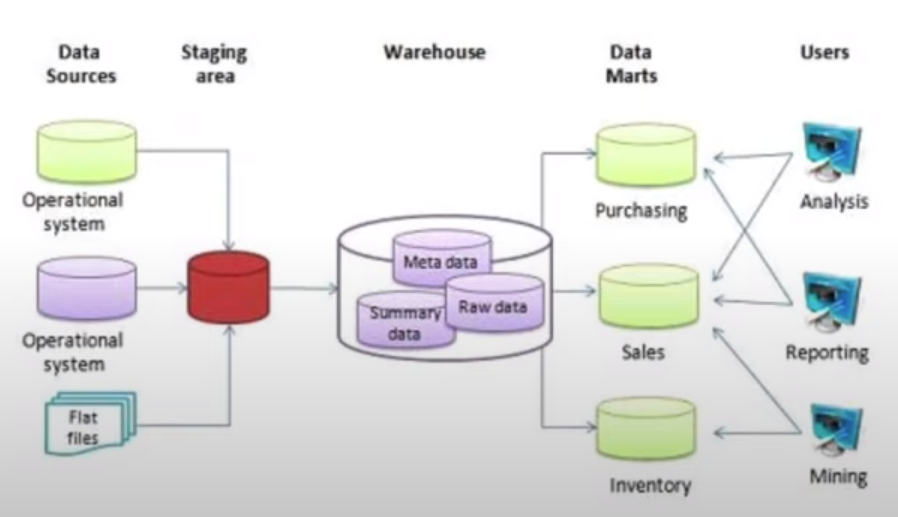 Data
Sources
Staging
area
Warehouse
Data
Marts
Users
Operational
system
Operational
system
Flat
files
Meta data
Summary
data
Raw data
Purchasing
Sales
Inventory
Analysis
Reporting
Mining